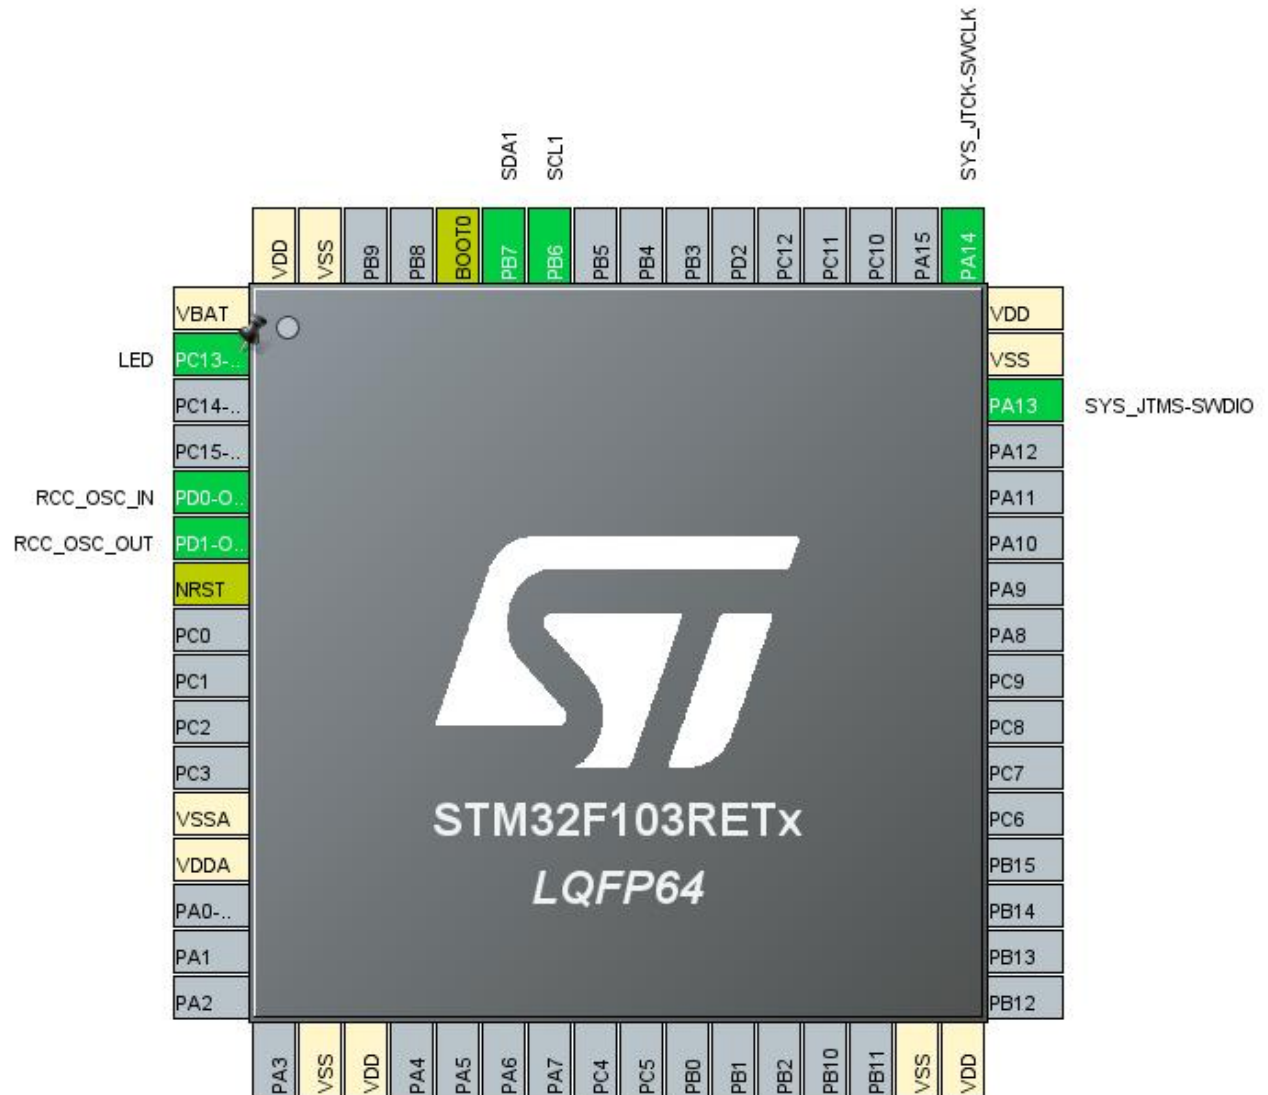 SYS_JTCK-SWCLK
SDA1
SCL1
VDD
VSS
PB9
PB8
BOOT0
PB7
PB6
PB5
PB4
PB3
PD2
PC12
PC11
PC10
PA15
PA14
VBAT
LED
PC13-..
PC14-..
PC15-..
RCC_OSC_IN
PD0-O..
RCC_OSC_OUT
PD1-O..
NRST
PC0
PC1
PC2
PC3
VSSA
VDDA
PA0-..
PA1
PA2
VDD
VSS
PA13
SYS_JTMS-SWDIO
PA12
PA11
PA10
PA9
PA8
PC9
PC8
PC7
PC6
PB15
PB14
PB13
PB12
ST
STM32F103RETx
LQFP64
PA3
VSS
VDD
PA4
PA5
PA6
PA7
PC4
PC5
PB0
PB1
PB2
PB10
PB11
VSS
VDD